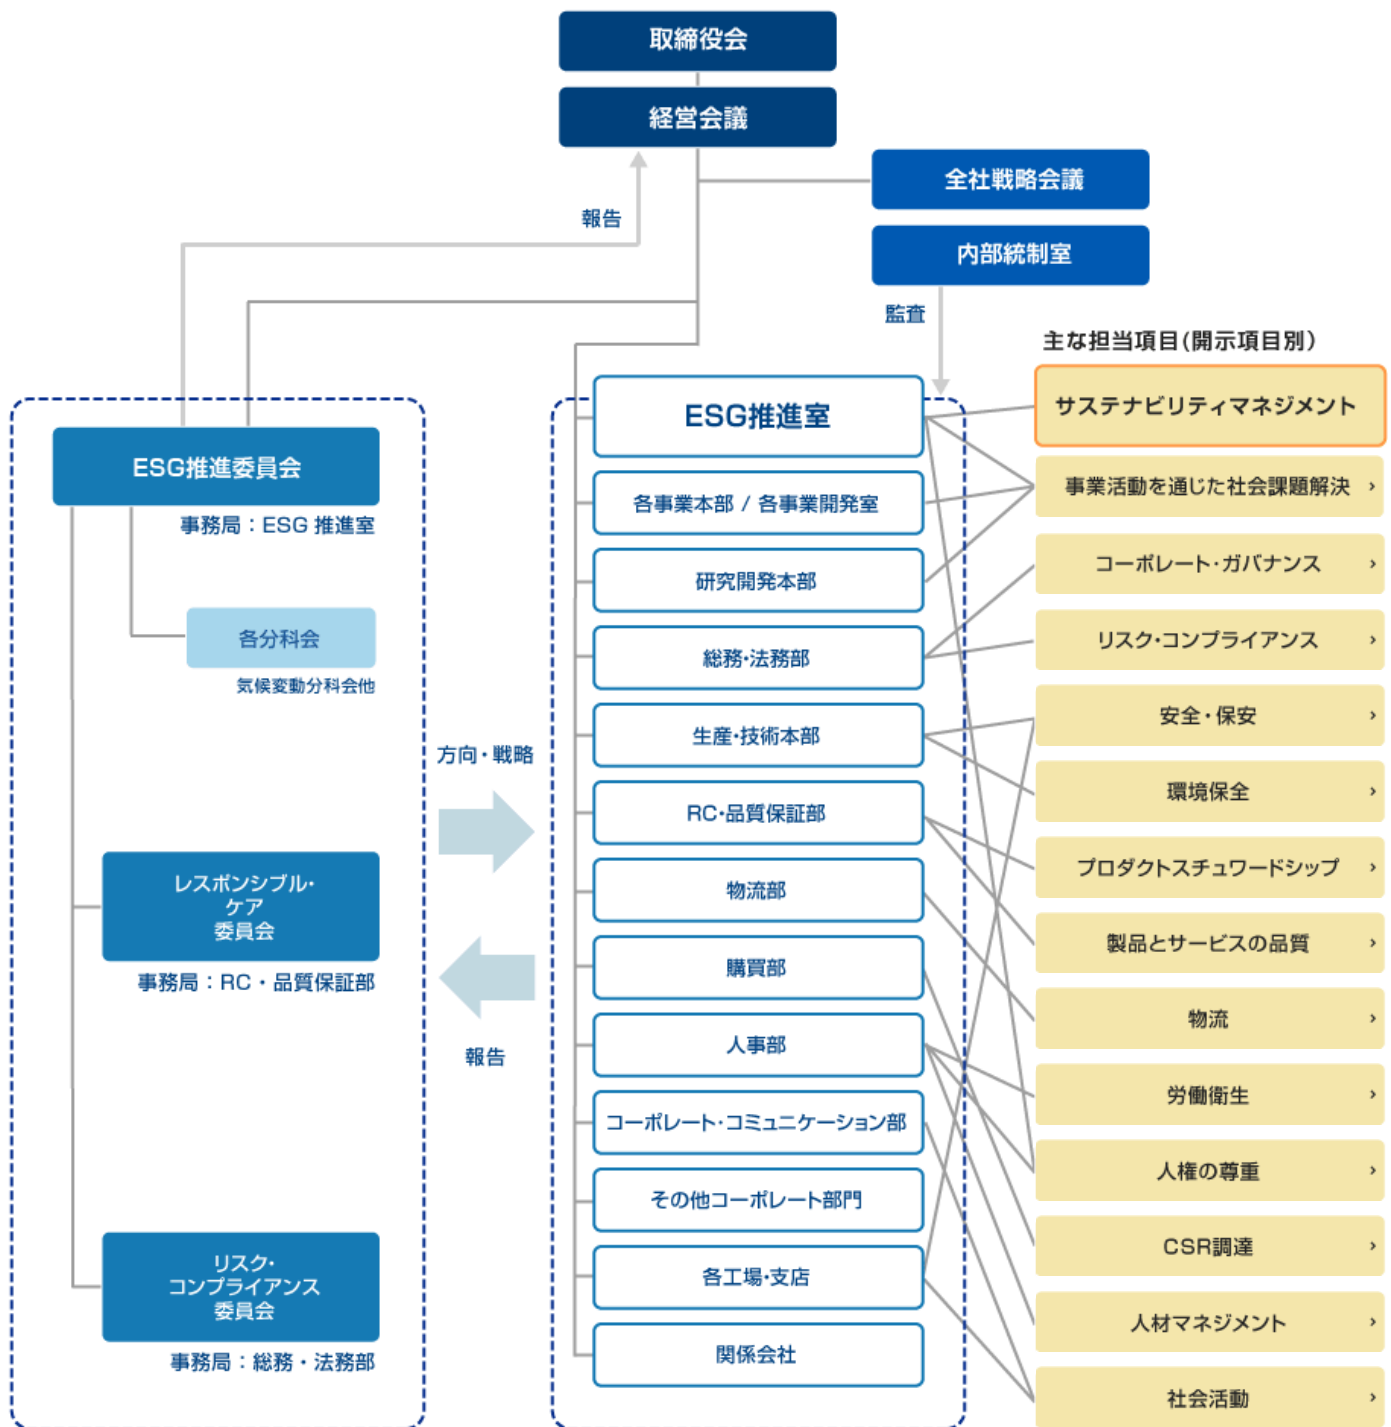 取締役会
経営会議
全社戦略会議
報告
内部統制室
監査
主な担当項目(開示項目別)
ESG推進委員会
事務局：ESG 推進室
各分科会
気候変動分科会他
レスポンシブル・
ケア
委員会
事務局：RC・品質保証部
リスク・
コンプライアンス
委員会
事務局：総務・法務部
方向・戦略
報告
ESG推進室
各事業本部 / 各事業開発室
研究開発本部
総務・法務部
生産・技術本部
RC・品質保証部
物流部
購買部
人事部
コーポレート・コミュニケーション部
その他コーポレート部門
各工場・支店
関係会社
サステナビリティマネジメント
事業活動を通じた社会課題解決 ›
コーポレート・ガバナンス ›
リスク・コンプライアンス ›
安全・保安 ›
環境保全 ›
プロダクトスチュワードシップ ›
製品とサービスの品質 ›
物流 ›
労働衛生 ›
人権の尊重 ›
CSR調達 ›
人材マネジメント ›
社会活動 ›